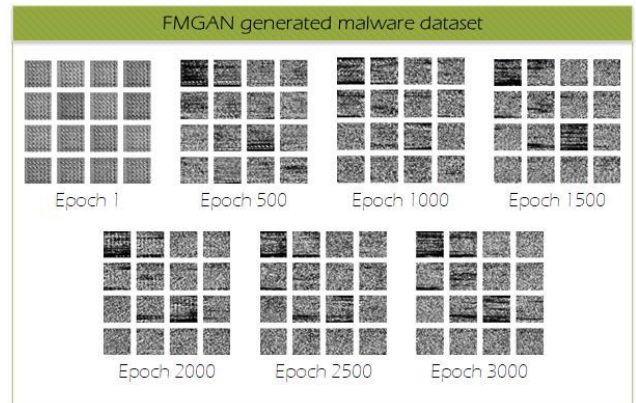 FMGAN generated malware dataset
Epoch 1
Epoch 500
Epoch 1000
Epoch 1500
Epoch 2000
Epoch 2500
Epoch 3000